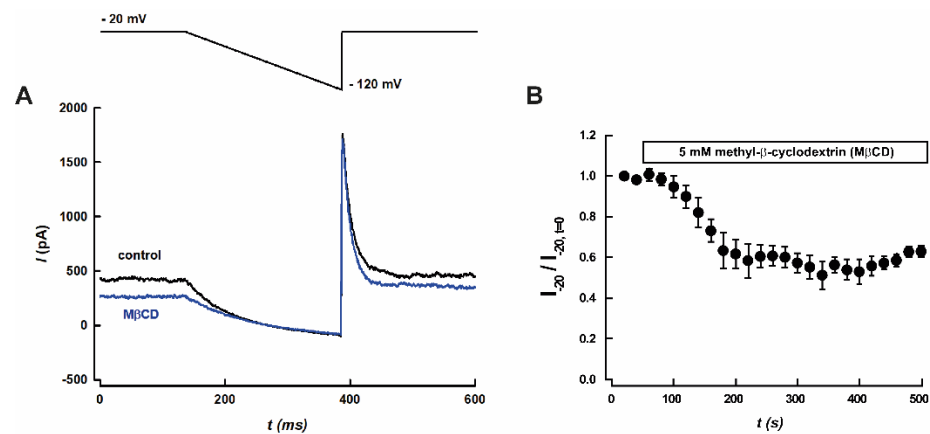 - 20 mV
- 120 mV
A
2000
1500
1000
500
0
-500
I (pA)
control
MβCD
0
200
400
600
t (ms)
B
5 mM methyl-β-cyclodextrin (MβCD)
1.2
1.0
0.8
0.6
0.4
0.2
0.0
I-20 / I-20, t=0
0
100
200
300
400
500
t (s)